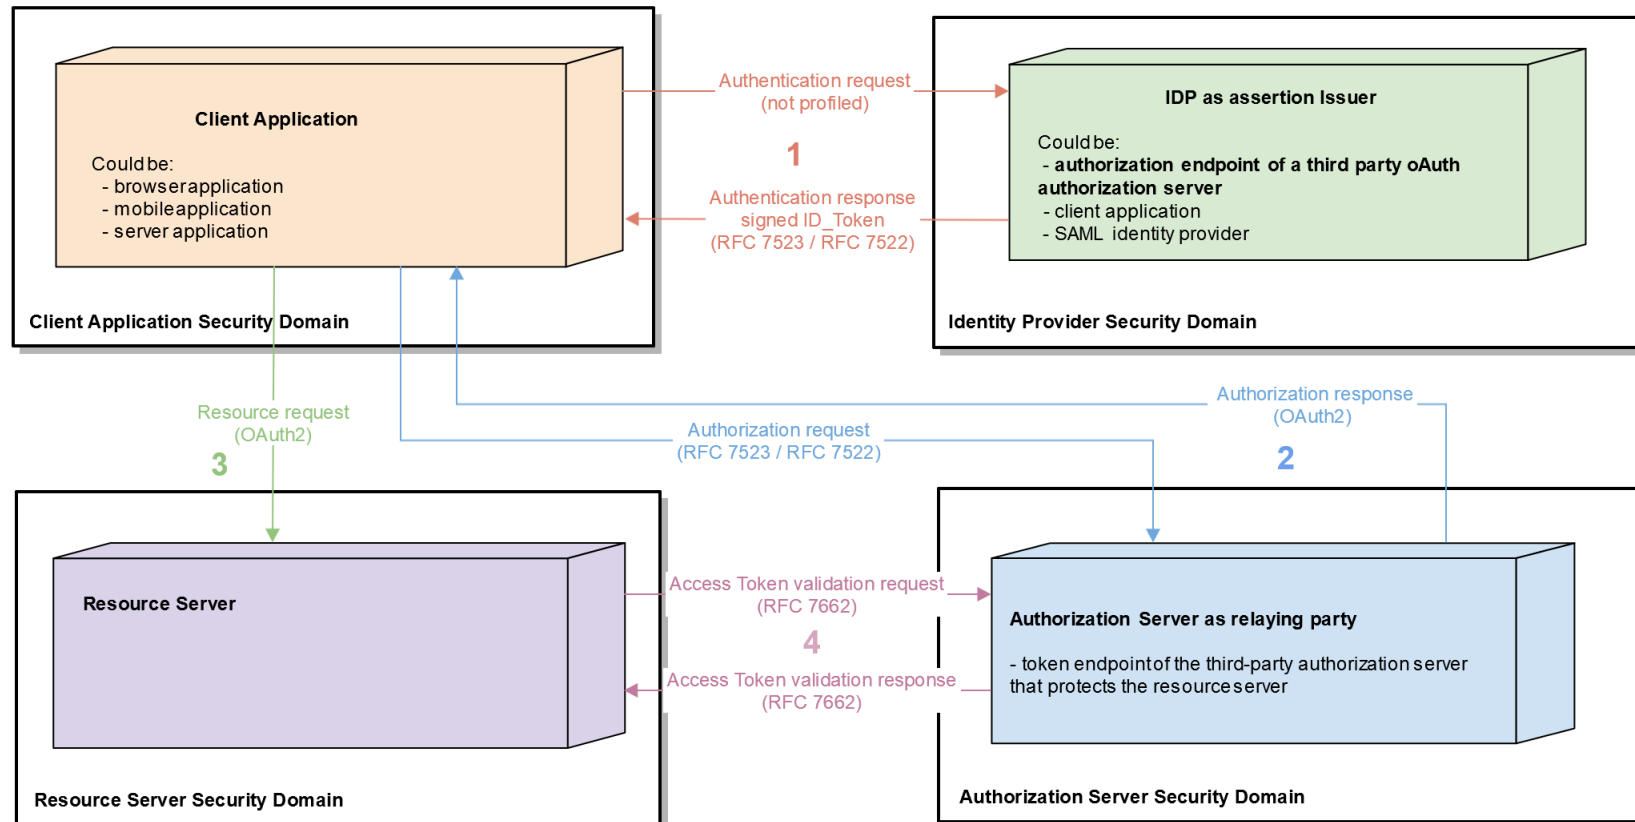 Client Application
Could be:
- browser application
- mobile application
- server application
Client Application Security Domain
Authentication request
(not profiled)
1
Authentication response
signed ID_Token
(RFC 7523 / RFC 7522)
IDP as assertion Issuer
Could be:
- authorization endpoint of a third party oAuth
authorization server
- client application
- SAML identity provider
Identity Provider Security Domain
Resource request
(OAuth2)
3
Authorization request
(RFC 7523 / RFC 7522)
Authorization response
(OAuth2)
2
Resource Server
Resource Server Security Domain
Access Token validation request
(RFC 7662)
4
Access Token validation response
(RFC 7662)
Authorization Server as relaying party
- token endpoint of the third-party authorization server
that protects the resource server
Authorization Server Security Domain